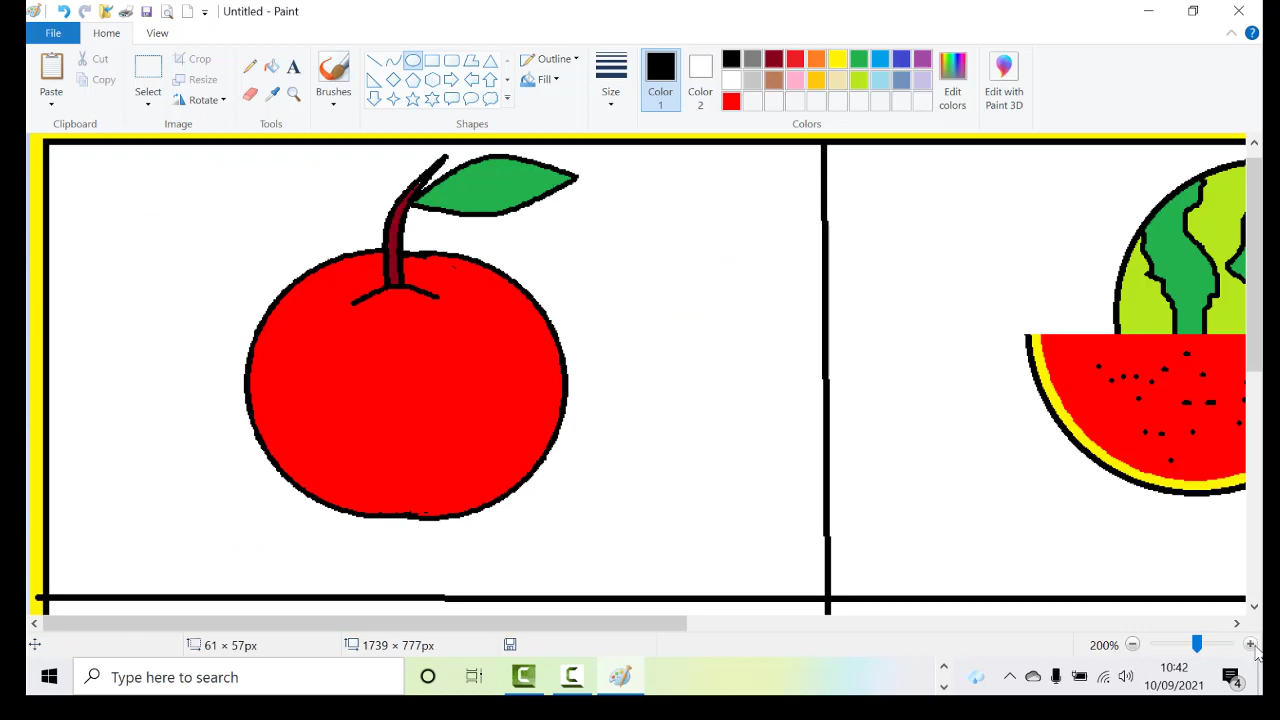 Untitled - Paint
File Home View
Paste
Cut
Copy
Clipboard
Select
Crop
Resize
Rotate
Image
A
Tools
Brushes
Shapes
Outline
Fill
Size
Color
1
Color
2
Edit
colors
Colors
Edit with
Paint 3D
61 × 57px
1739 × 777px
200%
Type here to search
10:42
10/09/2021
4